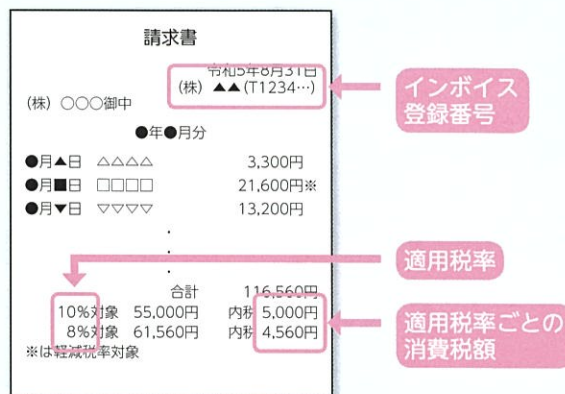 請求書
令和5年8月31日
(株) ▲▲(T1234…)
(株) ○○○御中
●年●月分
●月▲日 △△△△ 3,300円
●月■日 □□□□ 21,600円※
●月▼日 ▽▽▽▽ 13,200円
・
・
・
合計 116,560円
10%対象 55,000円 内税 5,000円
8%対象 61,560円 内税 4,560円
※は軽減税率対象
インボイス
登録番号
適用税率
適用税率ごとの
消費税額